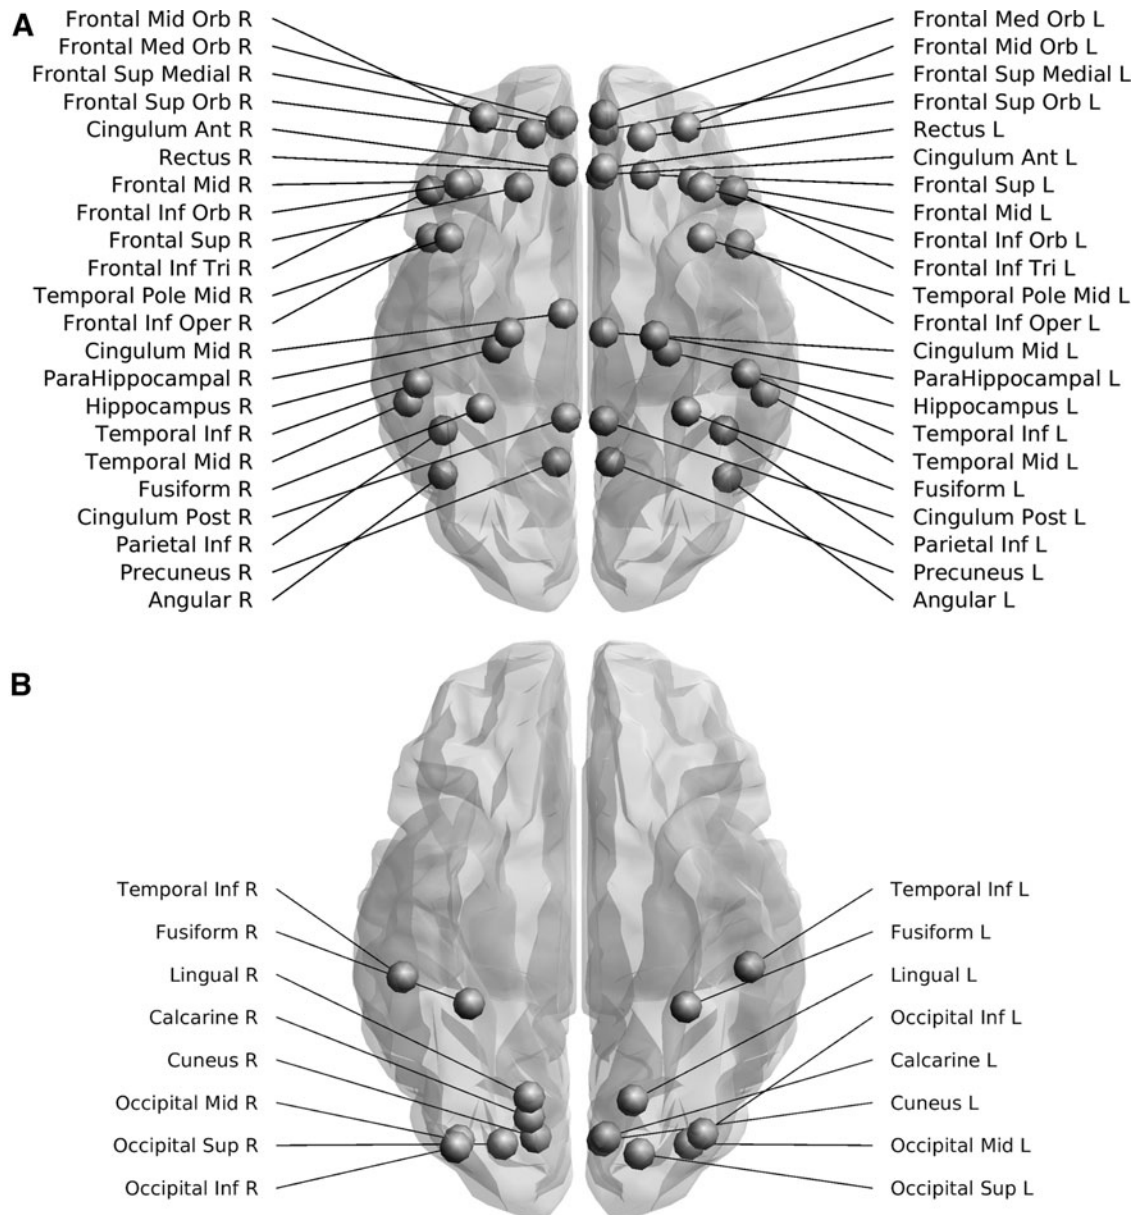 A
Frontal Mid Orb R
Frontal Med Orb R
Frontal Sup Medial R
Frontal Sup Orb R
Cingulum Ant R
Rectus R
Frontal Mid R
Frontal Inf Orb R
Frontal Sup R
Frontal Inf Tri R
Temporal Pole Mid R
Frontal Inf Oper R
Cingulum Mid R
ParaHippocampal R
Hippocampus R
Temporal Inf R
Temporal Mid R
Fusiform R
Cingulum Post R
Parietal Inf R
Precuneus R
Angular R
Frontal Med Orb L
Frontal Mid Orb L
Frontal Sup Medial L
Frontal Sup Orb L
Rectus L
Cingulum Ant L
Frontal Sup L
Frontal Mid L
Frontal Inf Orb L
Frontal Inf Tri L
Temporal Pole Mid L
Frontal Inf Oper L
Cingulum Mid L
ParaHippocampal L
Hippocampus L
Temporal Inf L
Temporal Mid L
Fusiform L
Cingulum Post L
Parietal Inf L
Precuneus L
Angular L
B
Temporal Inf R
Fusiform R
Lingual R
Calcarine R
Cuneus R
Occipital Mid R
Occipital Sup R
Occipital Inf R
Temporal Inf L
Fusiform L
Lingual L
Occipital Inf L
Calcarine L
Cuneus L
Occipital Mid L
Occipital Sup L